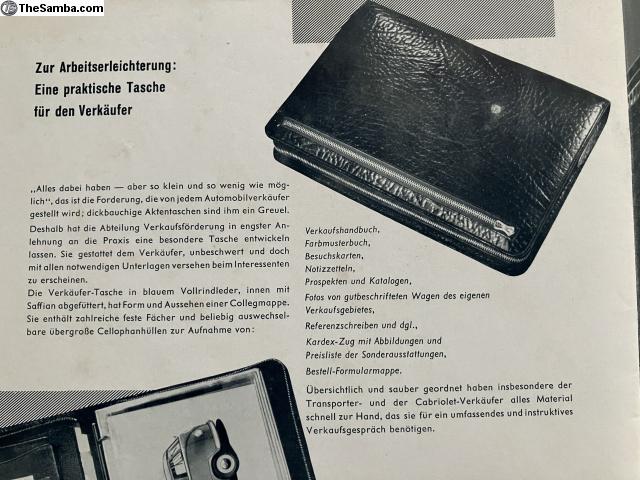 TheSamba.com
Zur Arbeitserleichterung:
Eine praktische Tasche
für den Verkäufer
„Alles dabei haben — aber so klein und so wenig wie mög-
lich“, das ist die Forderung, die von jedem Automobilverkäufer
gestellt wird; dickbauchige Aktentaschen sind ihm ein Greuel.
Deshalb hat die Abteilung Verkaufsförderung in engster An-
lehnung an die Praxis eine besondere Tasche entwickeln
lassen. Sie gestattet dem Verkäufer, unbeschwert und doch
mit allen notwendigen Unterlagen versehen beim Interessenten
zu erscheinen.
Die Verkäufer-Tasche in blauem Vollrindleder, innen mit
Saffian abgefüttert, hat Form und Aussehen einer Collegmappe.
Sie enthält zahlreiche feste Fächer und beliebig auswechsel-
bare übergroße Cellophanhüllen zur Aufnahme von:
Verkaufshandbuch,
Farbmusterbuch,
Besuchskarten,
Notizzetteln,
Prospekten und Katalogen,
Fotos von gutbeschrifteten Wagen des eigenen
Verkaufsgebietes,
Referenzschreiben und dgl.,
Kardex-Zug mit Abbildungen und
Preisliste der Sonderausstattungen,
Bestell-Formularmappe.
Übersichtlich und sauber geordnet haben insbesondere der
Transporter- und der Cabriolet-Verkäufer alles Material
schnell zur Hand, das sie für ein umfassendes und instruktives
Verkaufsgespräch benötigen.